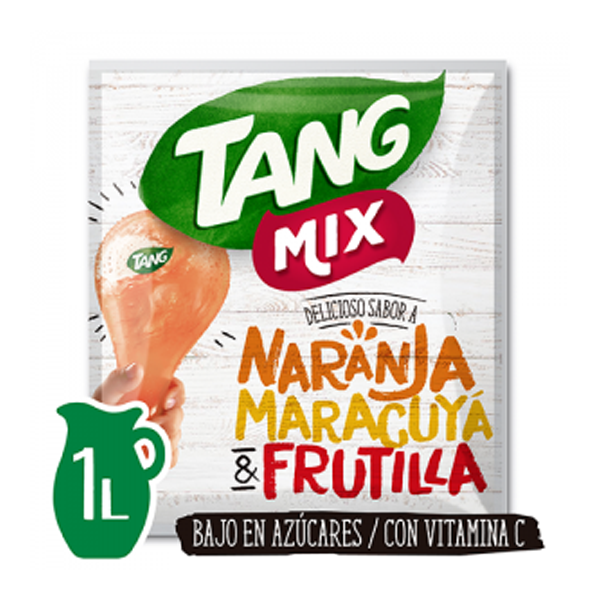 TANG
MIX
TANG
DELICIOSO SABOR A
NARANJA
MARACUYÁ
& FRUTILLA
1L
BAJO EN AZÚCARES / CON VITAMINA C